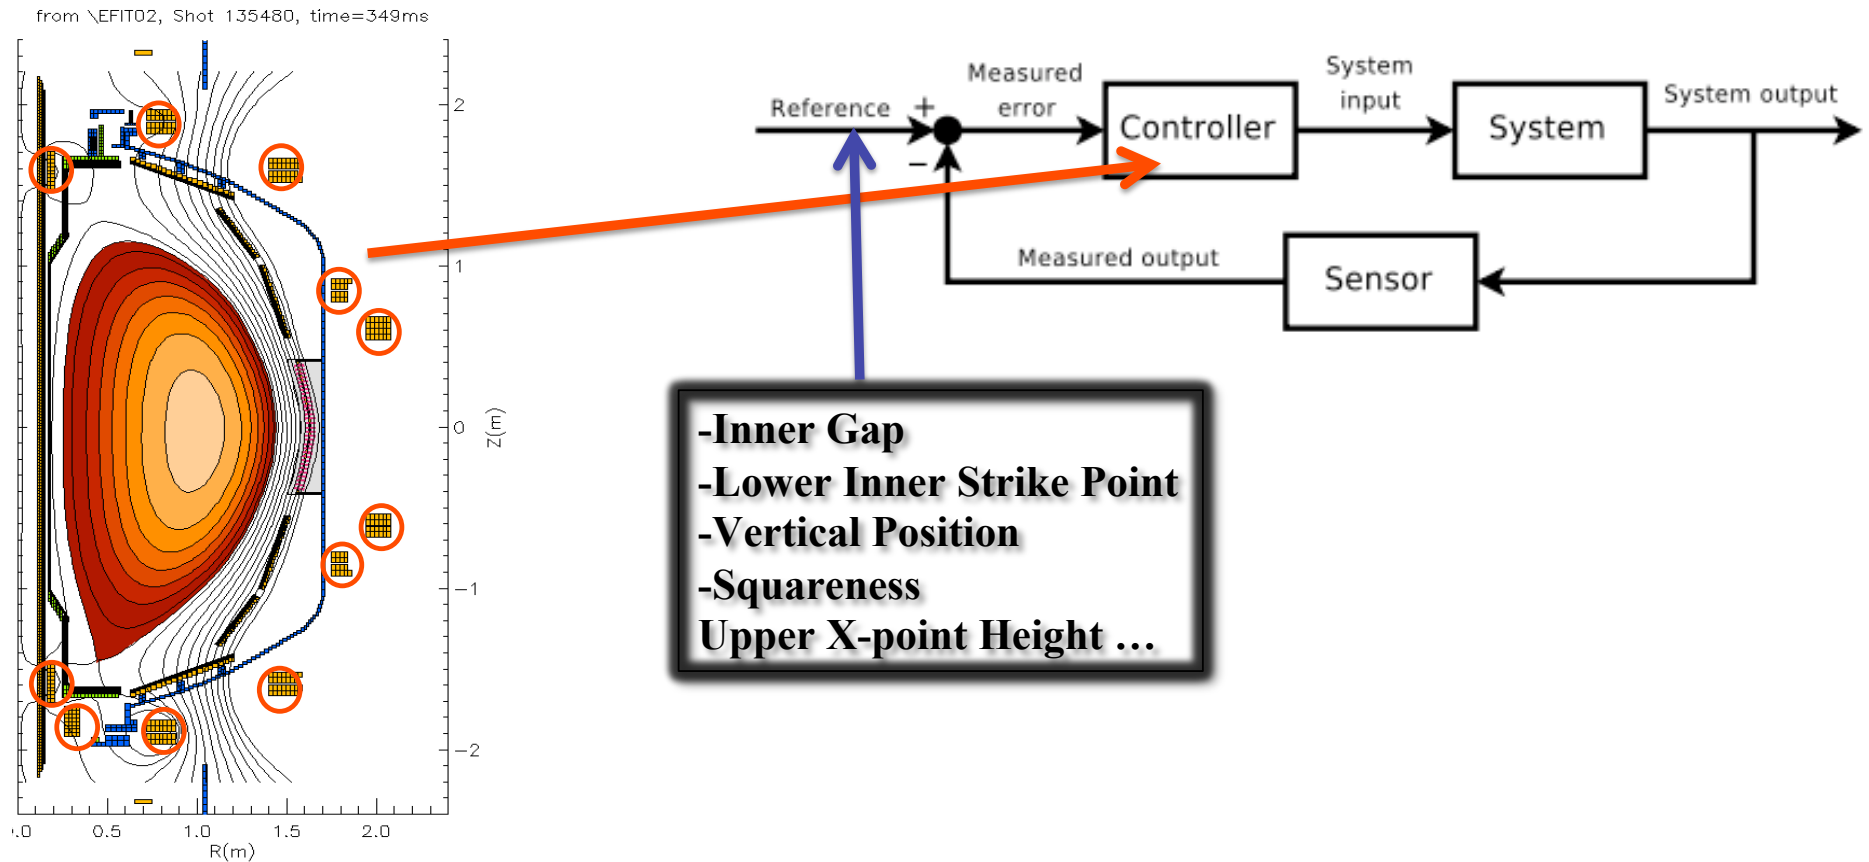 from \EFIT02, Shot 135480, time=349ms
2
1
0
−1
−2
Z(m)
.0 0.5 1.0 1.5 2.0
R(m)
Reference
+
−
Measured
error
Controller
System
input
System
System output
Measured output
Sensor
-Inner Gap
-Lower Inner Strike Point
-Vertical Position
-Squareness
Upper X-point Height ...